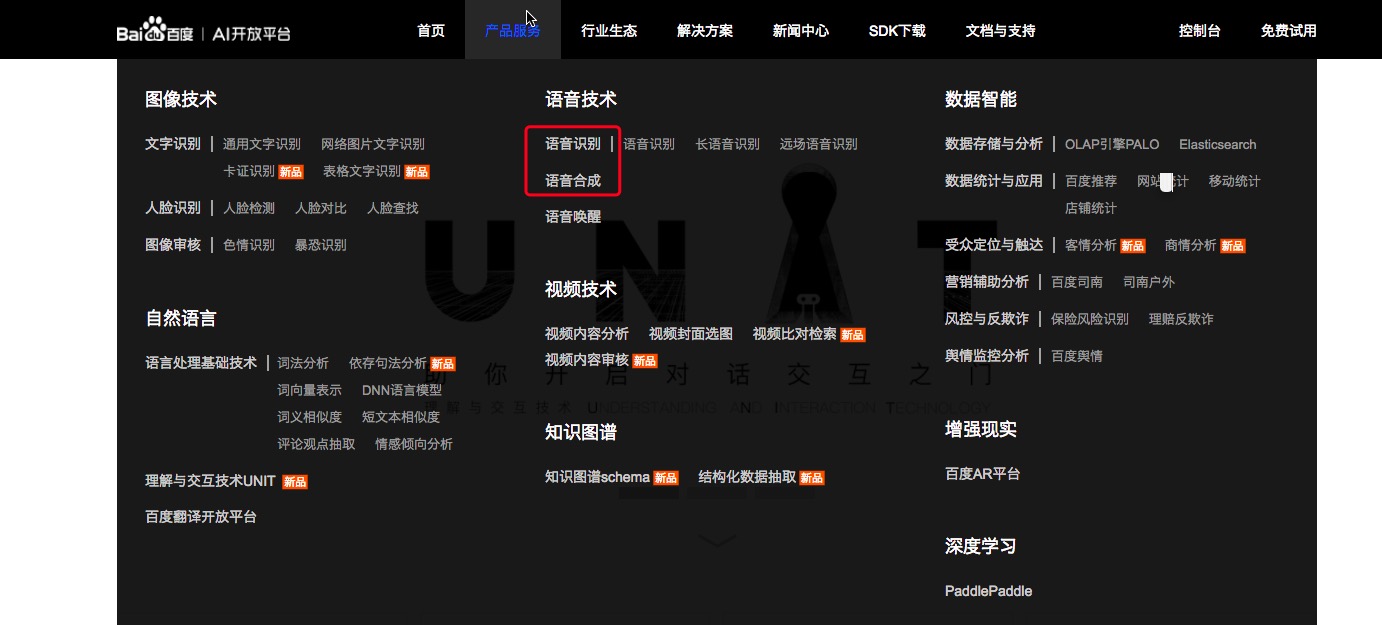 Bai百度 | AI开放平台 首页 产品服务 行业生态 解决方案 新闻中心 SDK下载 文档与支持 控制台 免费试用
图像技术
文字识别 | 通用文字识别 网络图片文字识别
卡证识别 新品 表格文字识别 新品
人脸识别 | 人脸检测 人脸对比 人脸查找
图像审核 | 色情识别 暴恐识别
自然语言
语言处理基础技术 | 词法分析 依存句法分析 新品
词向量表示 DNN语言模型
词义相似度 短文本相似度
评论观点抽取 情感倾向分析
理解与交互技术UNIT 新品
百度翻译开放平台
语音技术
语音识别 | 语音识别 长语音识别 远场语音识别
语音合成
语音唤醒
视频技术
视频内容分析 视频封面选图 视频比对检索 新品
视频内容审核 新品
知识图谱
知识图谱schema 新品 结构化数据抽取 新品
数据智能
数据存储与分析 | OLAP引擎PALO Elasticsearch
数据统计与应用 | 百度推荐 网站统计 移动统计
店铺统计
受众定位与触达 | 客情分析 新品 商情分析 新品
营销辅助分析 | 百度司南 司南户外
风控与反欺诈 | 保险风险识别 理赔反欺诈
舆情监控分析 | 百度舆情
增强现实
百度AR平台
深度学习
PaddlePaddle
UNIT
助你开启对话交互之门
理解与交互技术 UNDERSTANDING AND INTERACTION TECHNOLOGY